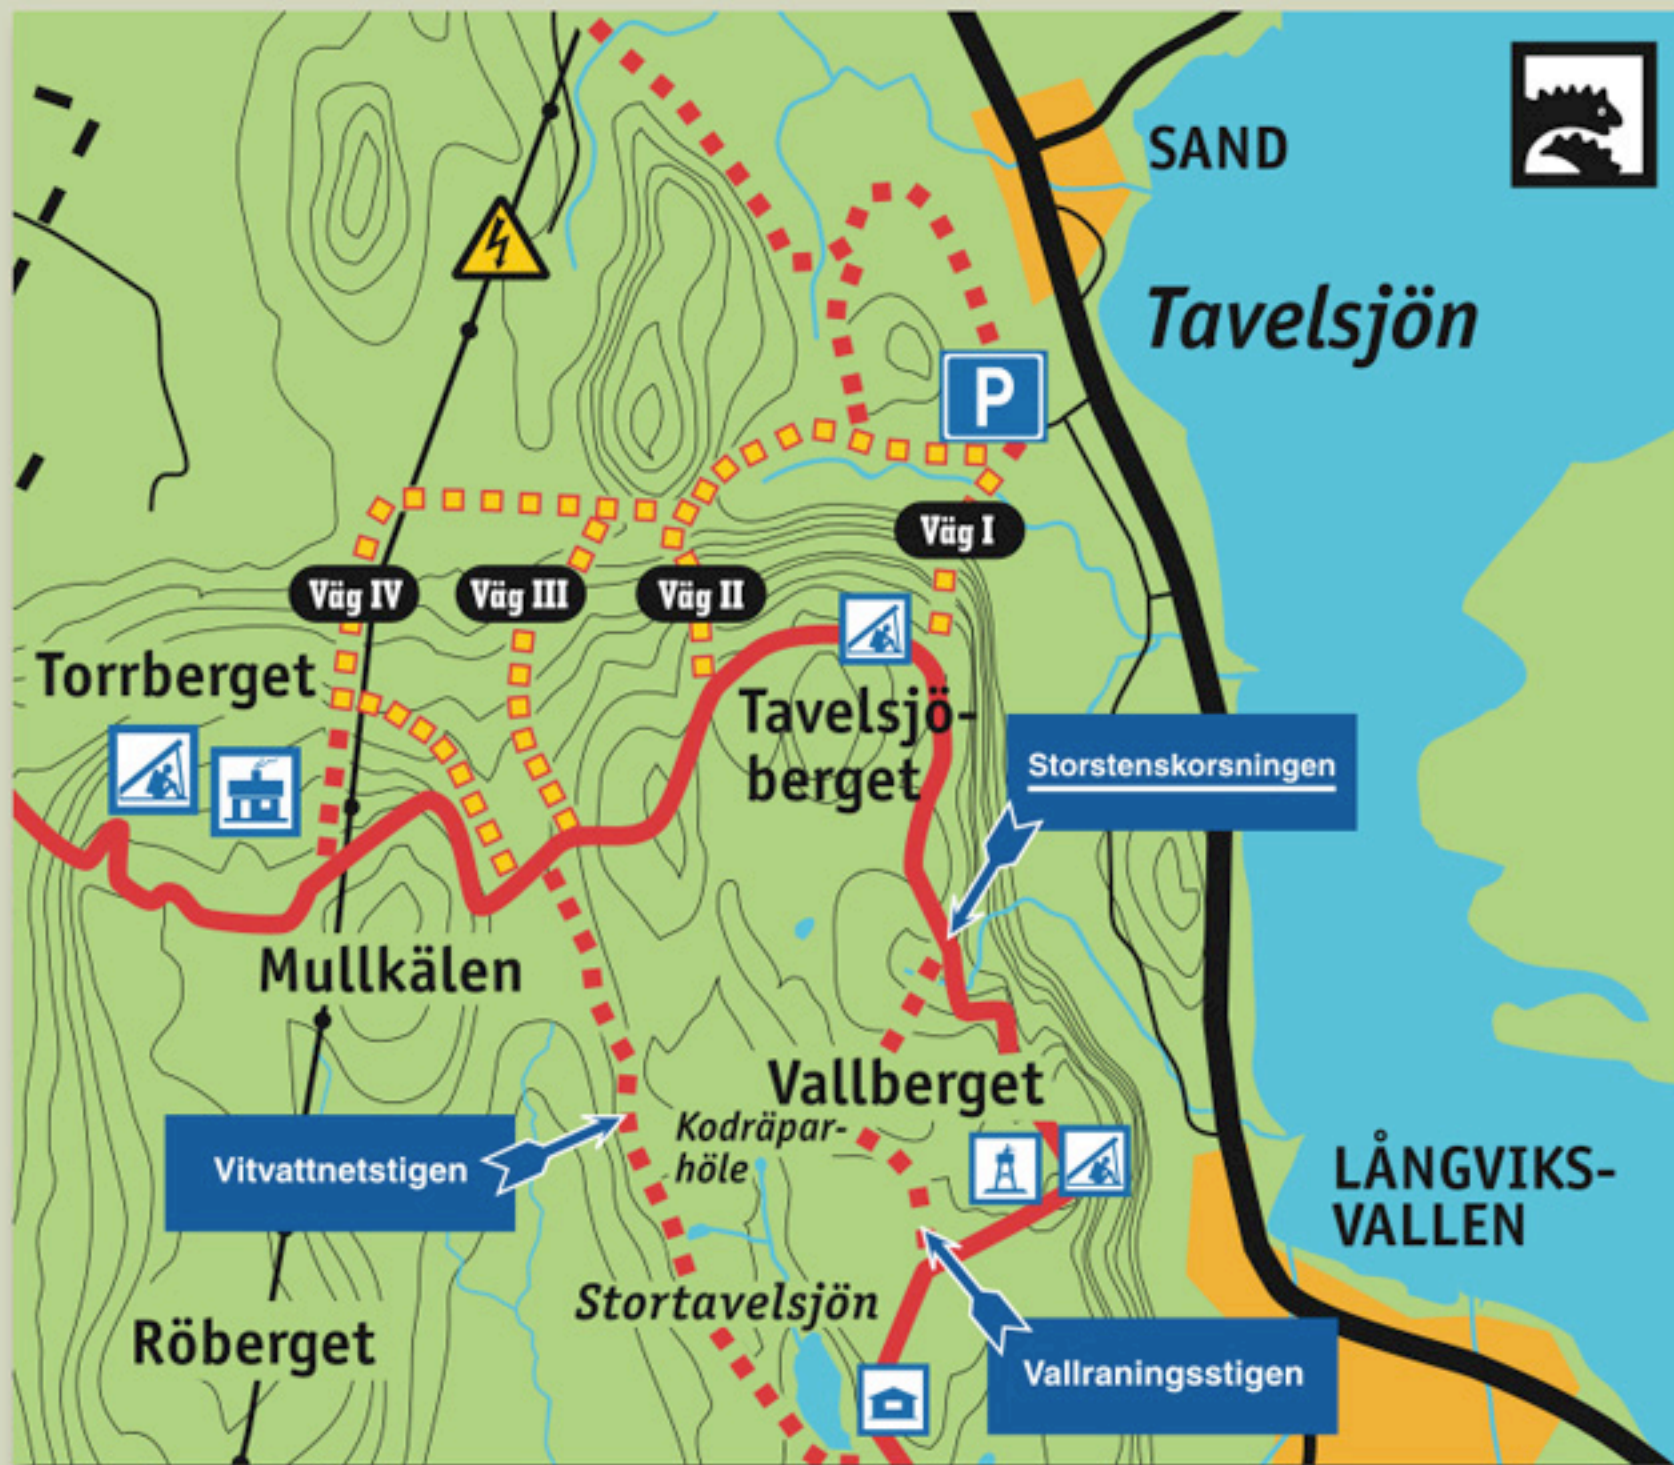 SAND
Tavelsjön
P
Väg I
Väg IV
Väg III
Väg II
Torrberget
Tavelsjö-
berget
Storstenskorsningen
Mullkälen
Vallberget
Kodräpar-
höle
Vitvattnetstigen
LÅNGVIKS-
VALLEN
Stortavelsjön
Röberget
Vallraningsstigen